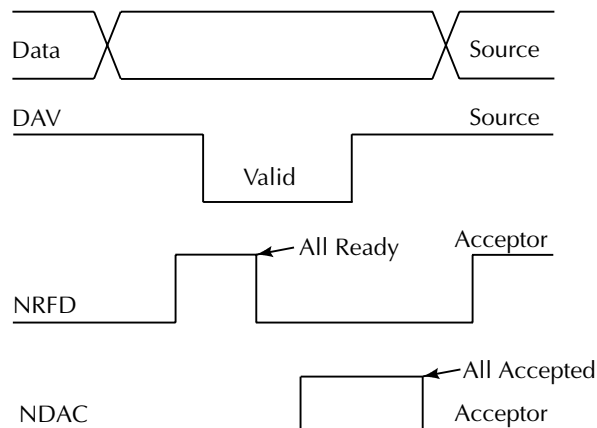 Data
Source
DAV
Source
Valid
Acceptor
All Ready
NRFD
All Accepted
NDAC
Acceptor